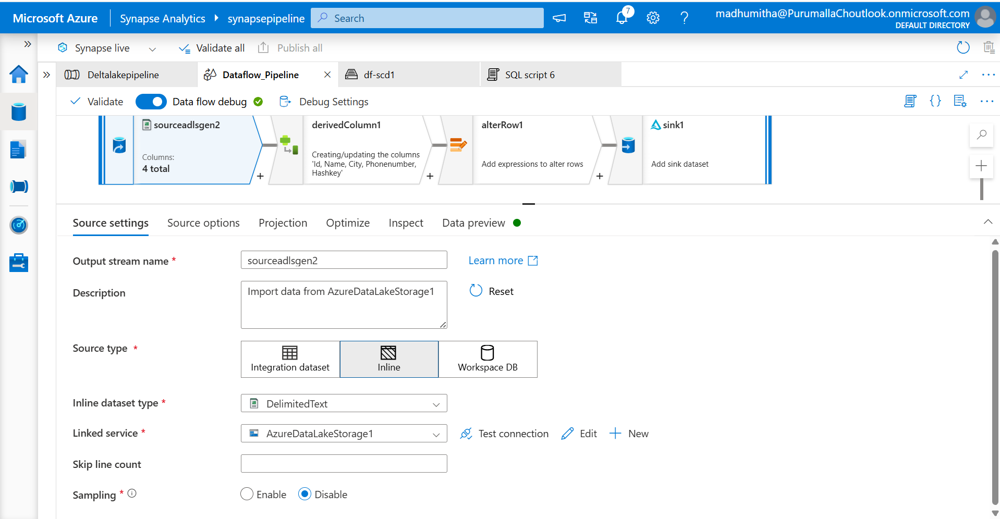 Microsoft Azure
Synapse Analytics
synapsepipeline
Search
7
madhumitha@PurumallaChoutlook.onmicrosoft.com
DEFAULT DIRECTORY
Synapse live
Validate all
Publish all
Deltalakepipeline
Dataflow_Pipeline
df-scd1
SQL script 6
Validate
Data flow debug
Debug Settings
sourceadlsgen2
Columns:
4 total
derivedColumn1
Creating/updating the columns
'Id, Name, City, Phonenumber,
Hashkey'
alterRow1
Add expressions to alter rows
sink1
Add sink dataset
Source settings
Source options
Projection
Optimize
Inspect
Data preview
Output stream name *
sourceadlsgen2
Learn more
Description
Import data from AzureDataLakeStorage1
Reset
Source type *
Integration dataset
Inline
Workspace DB
Inline dataset type *
DelimitedText
Linked service *
AzureDataLakeStorage1
Test connection
Edit
New
Skip line count
Sampling *
Enable
Disable